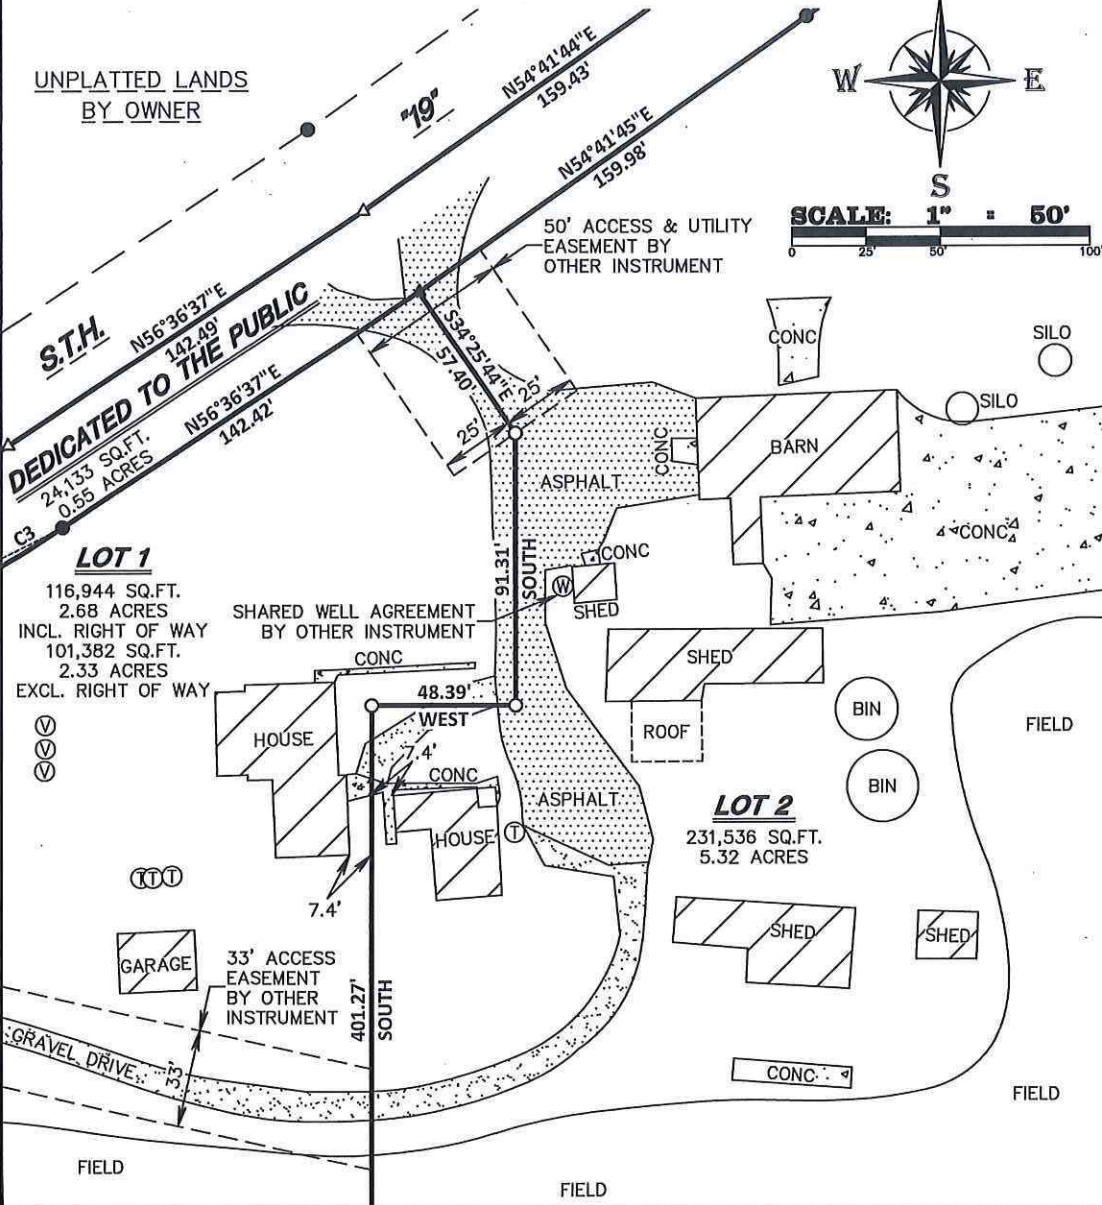 UNPLATTED LANDS
BY OWNER
"19"
N54°41'44"E
159.43'
N54°41'45"E
159.98'
W
E
S
SCALE: 1" = 50'
0
25'
50'
100'
50' ACCESS & UTILITY
EASEMENT BY
OTHER INSTRUMENT
S.T.H.
N56°36'37"E
142.49'
DEDICATED TO THE PUBLIC
24,133 SQ.FT.
0.55 ACRES
N56°36'37"E
142.42'
C3
S34°25'44"E
57.40'
25'
25'
CONC
SILO
SILO
BARN
CONC
ASPHALT
CONC
CONC
W
SHED
91.31'
SOUTH
LOT 1
116,944 SQ.FT.
2.68 ACRES
INCL. RIGHT OF WAY
101,382 SQ.FT.
2.33 ACRES
EXCL. RIGHT OF WAY
SHARED WELL AGREEMENT
BY OTHER INSTRUMENT
CONC
48.39'
WEST
SHED
ROOF
BIN
BIN
FIELD
V
V
V
HOUSE
7.4'
CONC
ASPHALT
HOUSE
T
LOT 2
231,536 SQ.FT.
5.32 ACRES
T T T
7.4'
GARAGE
33' ACCESS
EASEMENT
BY OTHER
INSTRUMENT
401.27'
SOUTH
SHED
SHED
GRAVEL DRIVE
33'
CONC
FIELD
FIELD
FIELD